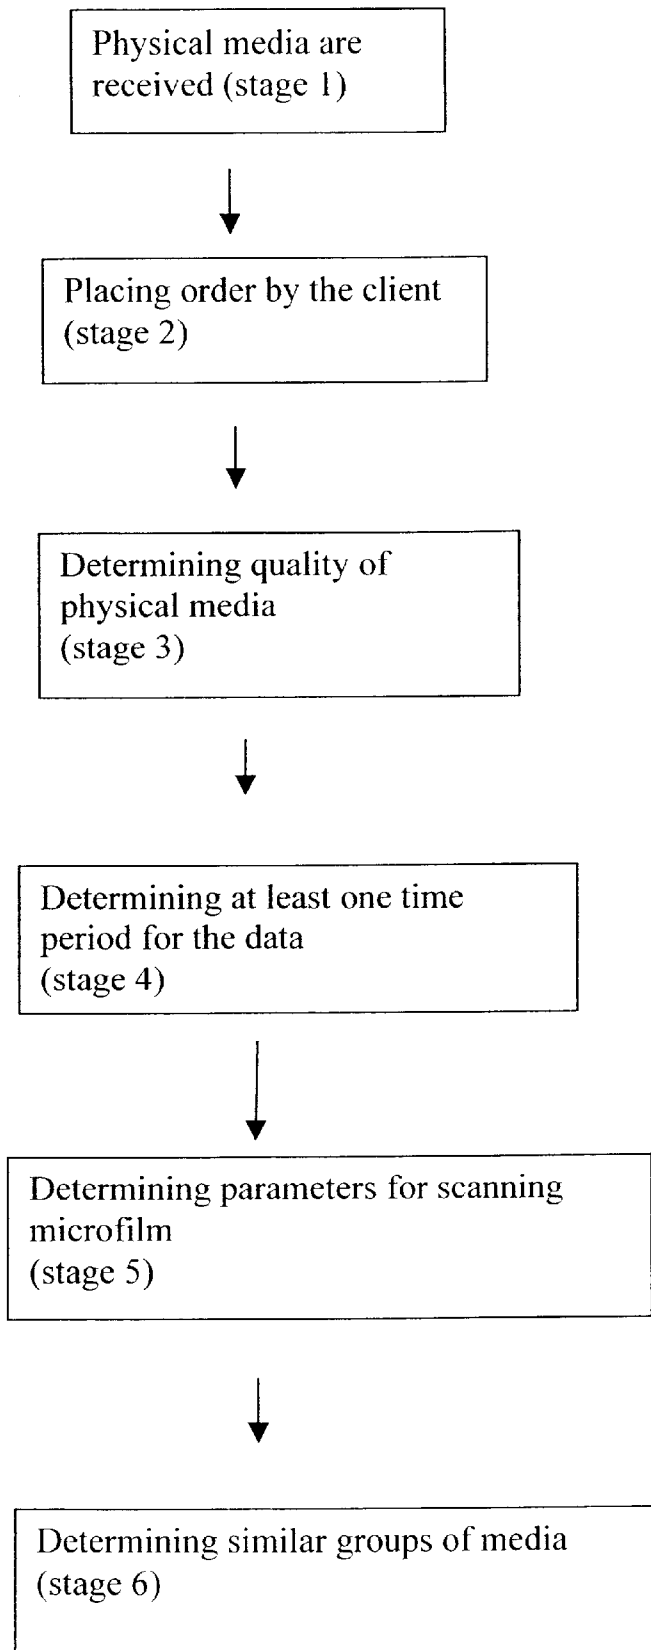 Physical media are
received (stage 1)
Placing order by the client
(stage 2)
Determining quality of
physical media
(stage 3)
Determining at least one time
period for the data
(stage 4)
Determining parameters for scanning
microfilm
(stage 5)
Determining similar groups of media
(stage 6)